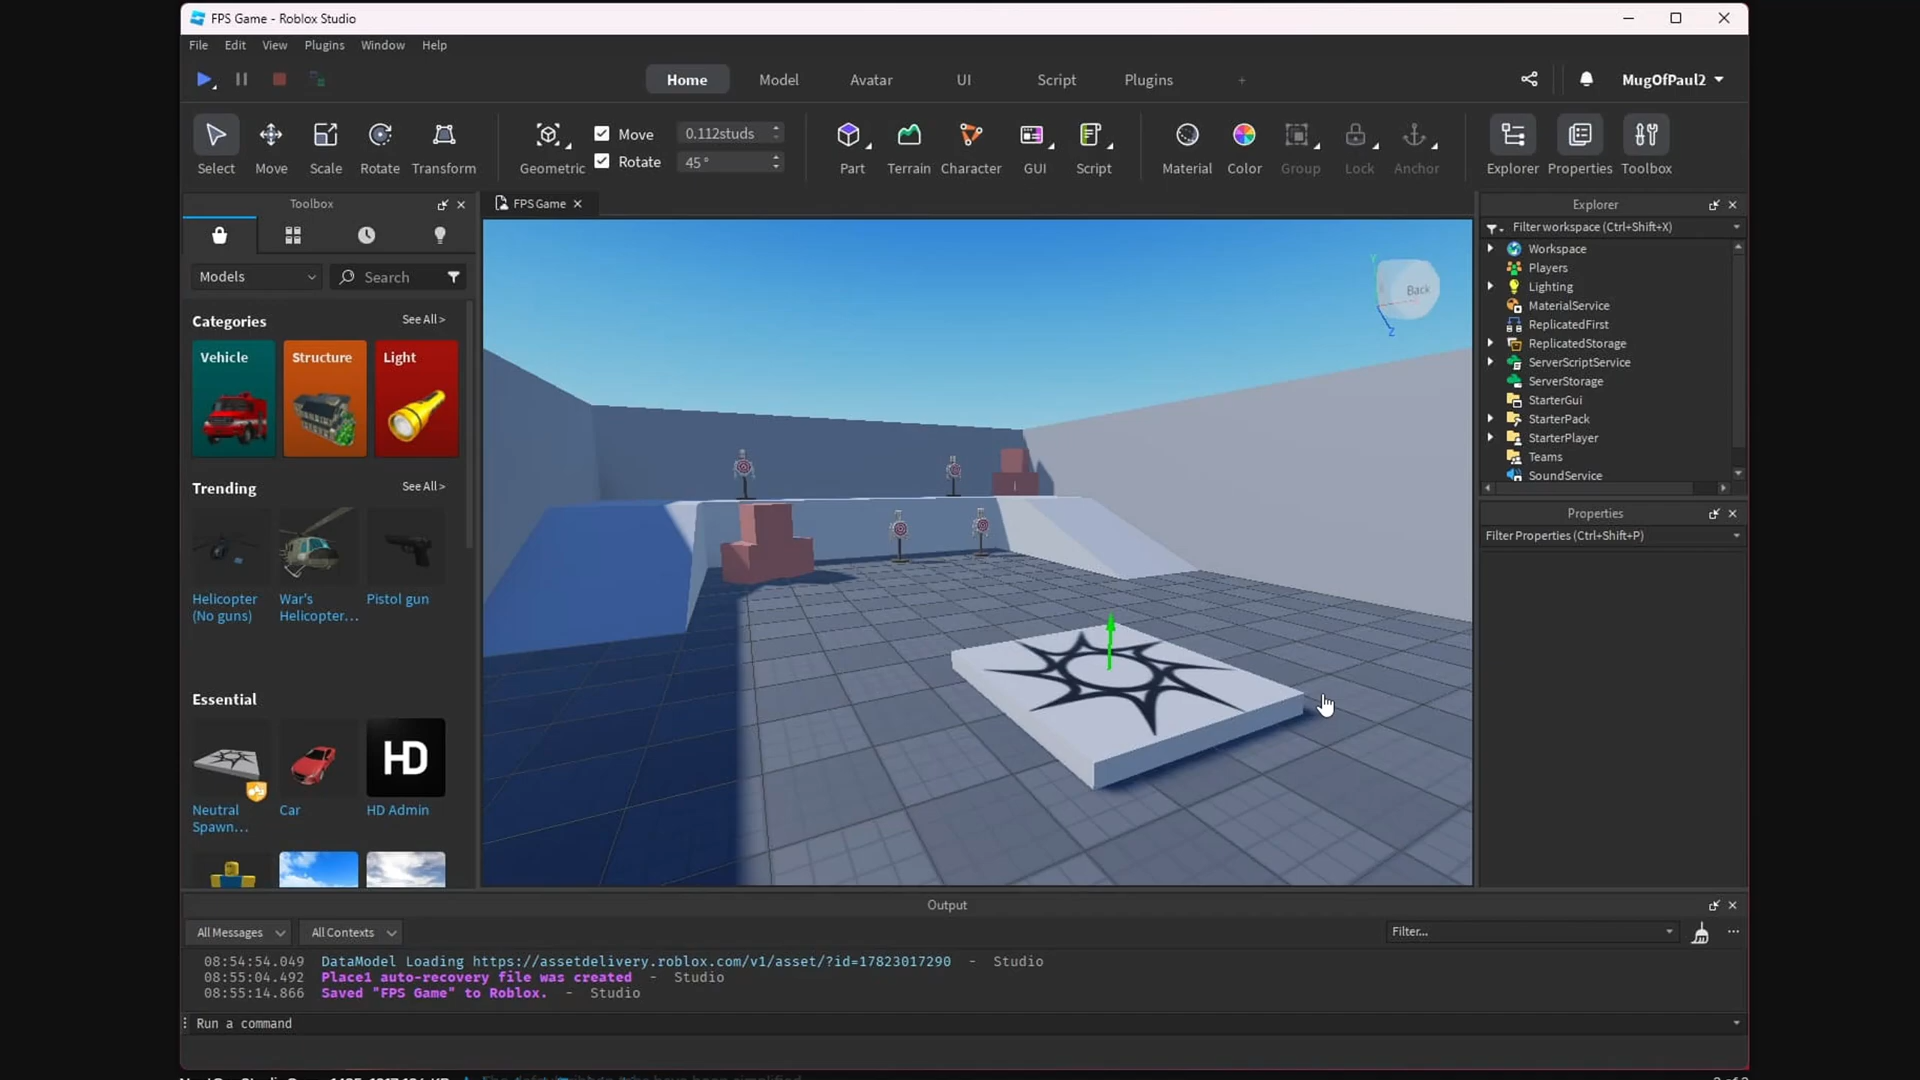 FPS Game - Roblox Studio
File Edit View Plugins Window Help
Home Model Avatar UI Script Plugins + MugOfPaul2
Select Move Scale Rotate Transform Geometric
Move 0.112studs
Rotate 45°
Part Terrain Character GUI Script Material Color Group Lock Anchor Explorer Properties Toolbox
Toolbox
Models Search
Categories See All >
Vehicle Structure Light
Trending See All >
Helicopter (No guns)
War's Helicopter...
Pistol gun
Essential
HD
Neutral Spawn...
Car
HD Admin
FPS Game
Back
Y
Z
Explorer
Filter workspace (Ctrl+Shift+X)
Workspace
Players
Lighting
MaterialService
ReplicatedFirst
ReplicatedStorage
ServerScriptService
ServerStorage
StarterGui
StarterPack
StarterPlayer
Teams
SoundService
Properties
Filter Properties (Ctrl+Shift+P)
Output
All Messages All Contexts Filter...
08:54:54.049 DataModel Loading https://assetdelivery.roblox.com/v1/asset/?id=17823017290 - Studio
08:55:04.492 Place1 auto-recovery file was created - Studio
08:55:14.866 Saved "FPS Game" to Roblox. - Studio
Run a command